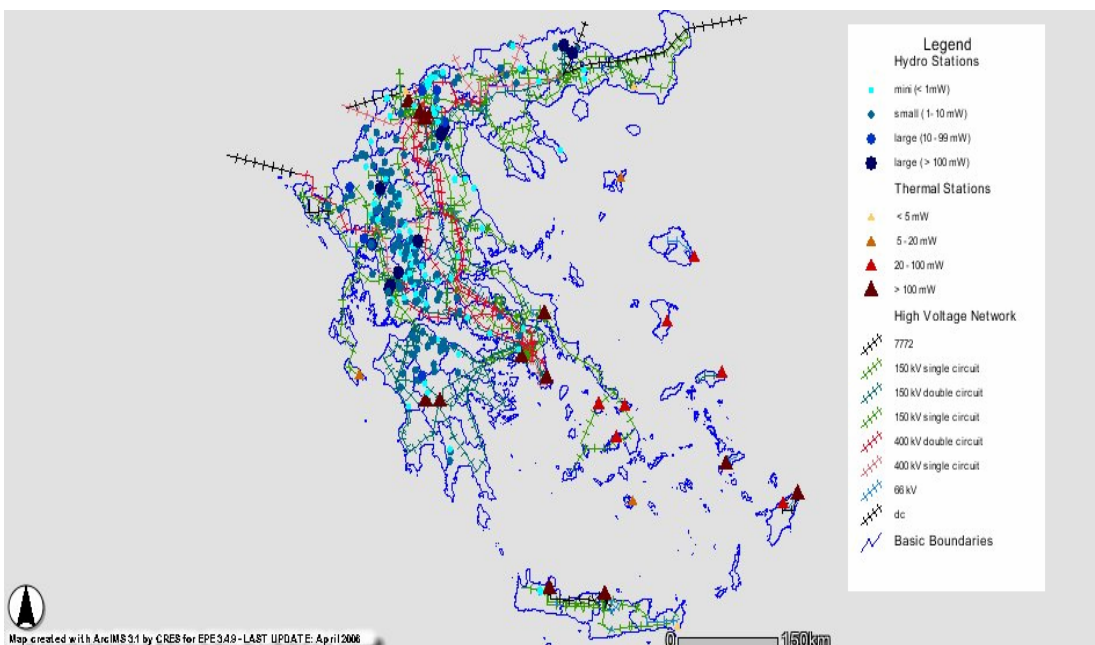 Legend
Hydro Stations
mini (< 1mW)
small (1-10 mW)
large (10-99 mW)
large (> 100 mW)
Thermal Stations
< 5 mW
5-20 mW
20-100 mW
> 100 mW
High Voltage Network
7772
150 kV single circuit
150 kV double circuit
150 kV single circuit
400 kV double circuit
400 kV single circuit
66 kV
dc
Basic Boundaries
Map created with ArcIMS 3.1 by CRES for EPE 3.4.9 - LAST UPDATE: April 2006
0 150km